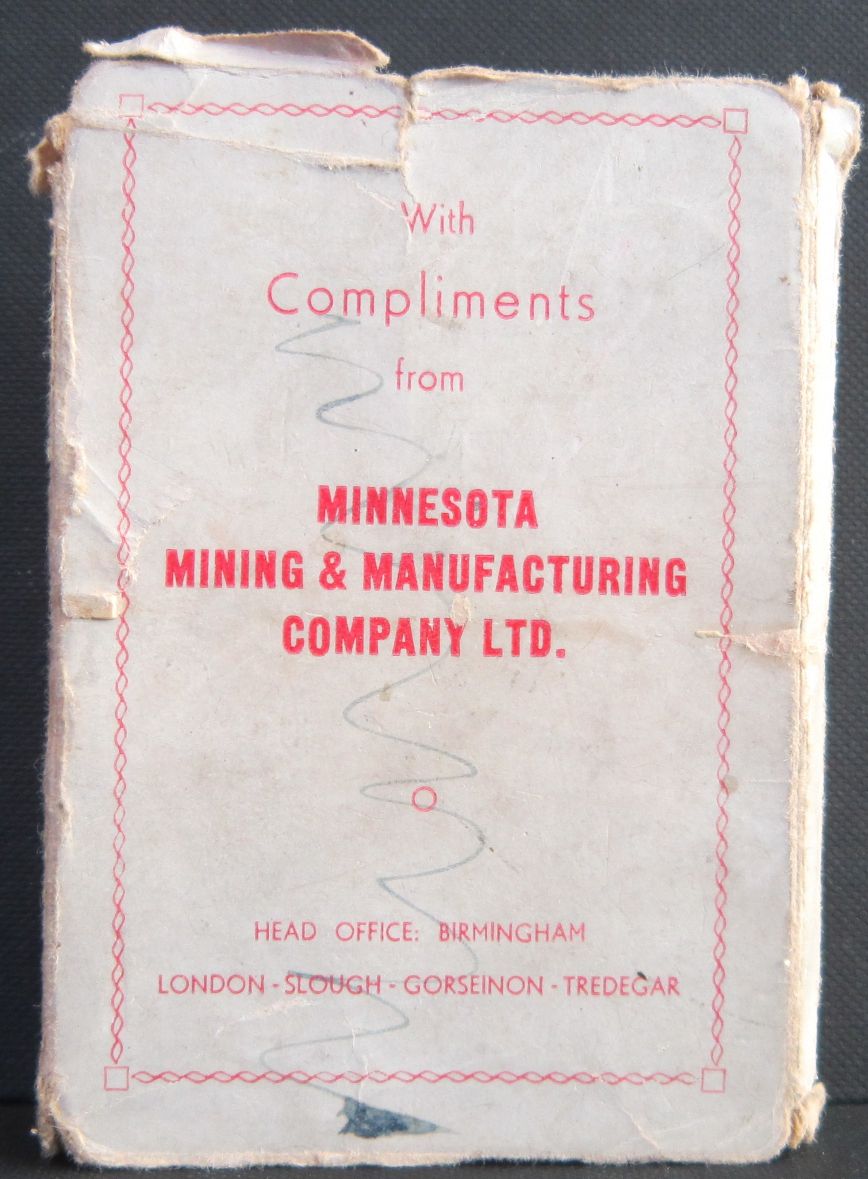 With
Compliments
from
MINNESOTA
MINING & MANUFACTURING
COMPANY LTD.
HEAD OFFICE: BIRMINGHAM
LONDON - SLOUGH - GORSEINON - TREDEGAR